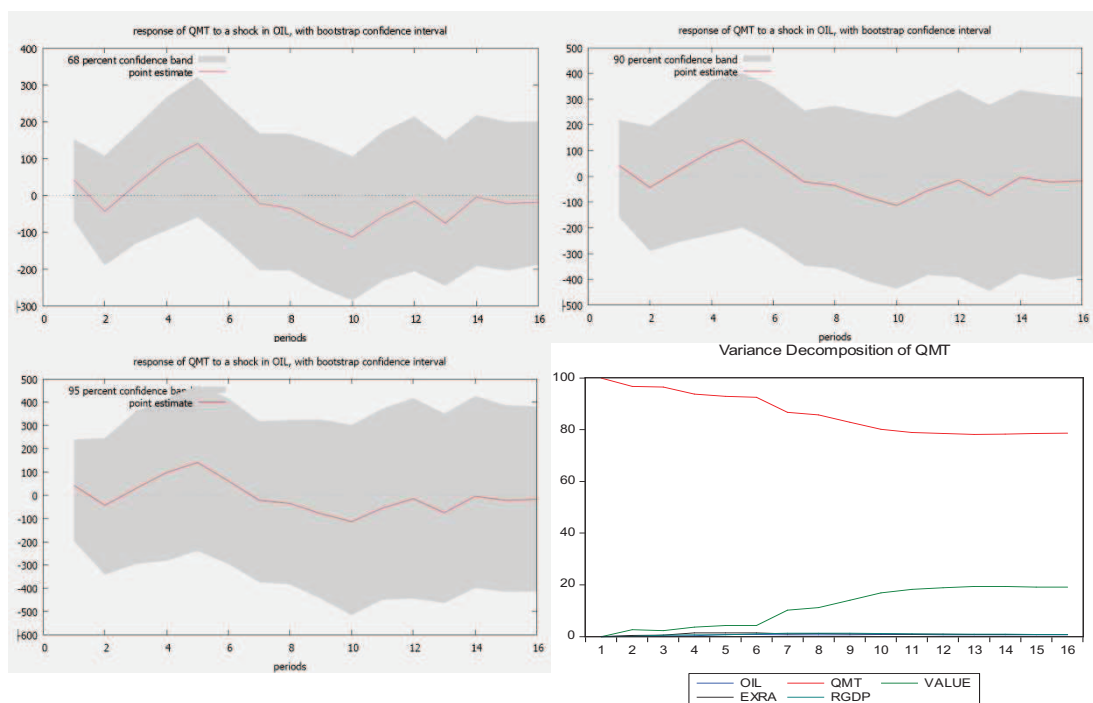 response of QMT to a shock in OIL, with bootstrap confidence interval
400
300
200
100
0
-100
-200
-300
68 percent confidence band
point estimate
0 2 4 6 8 10 12 14 16
periods
response of QMT to a shock in OIL, with bootstrap confidence interval
500
400
300
200
100
0
-100
-200
-300
-400
-500
90 percent confidence band
point estimate
0 2 4 6 8 10 12 14 16
periods
response of QMT to a shock in OIL, with bootstrap confidence interval
500
400
300
200
100
0
-100
-200
-300
-400
-500
-600
95 percent confidence band
point estimate
0 2 4 6 8 10 12 14 16
periods
Variance Decomposition of QMT
100
80
60
40
20
0
1 2 3 4 5 6 7 8 9 10 11 12 13 14 15 16
OIL QMT VALUE
EXRA RGDP